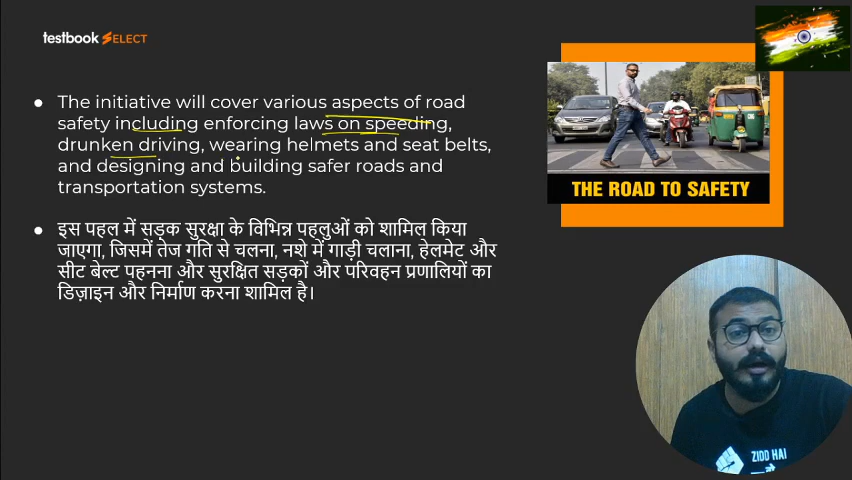 testbook SELECT
The initiative will cover various aspects of road
safety including enforcing laws on speeding,
drunken driving, wearing helmets and seat belts,
and designing and building safer roads and
transportation systems.
इस पहल में सड़क सुरक्षा के विभिन्न पहलुओं को शामिल किया
जाएगा, जिसमें तेज गति से चलना, नशे में गाड़ी चलाना, हेलमेट और
सीट बेल्ट पहनना और सुरक्षित सड़कों और परिवहन प्रणालियों का
डिज़ाइन और निर्माण करना शामिल है।
THE ROAD TO SAFETY
ZIDD HAI